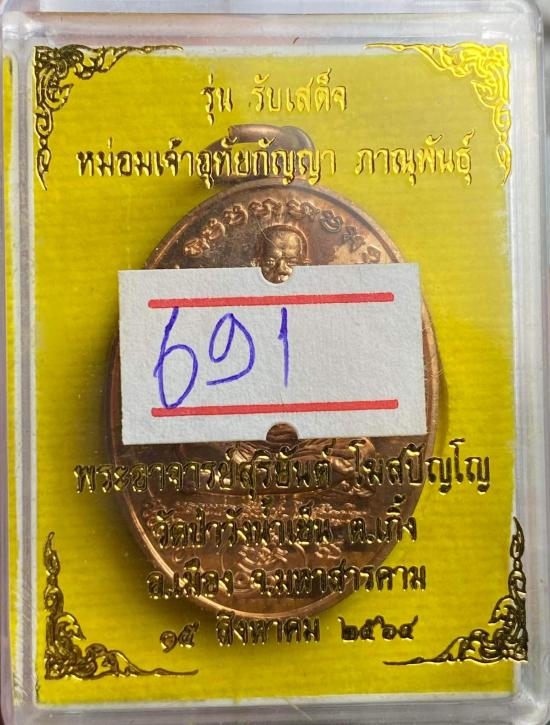 รุ่น รับเสด็จ
หม่อมเจ้าอุทัยกัญญา ภาณุพันธุ์
691
พระอาจารย์สุริยันต์ โฆสปัญโญ
วัดป่าวังน้ำเย็น ต.เกิ้ง
อ.เมือง จ.มหาสารคาม
๑๕ สิงหาคม ๒๕๖๔